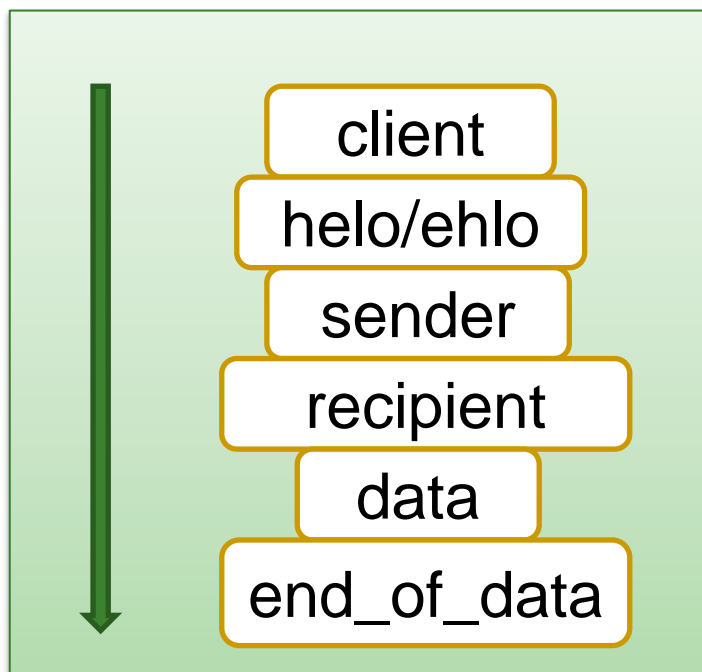 client
helo/ehlo
sender
recipient
data
end_of_data